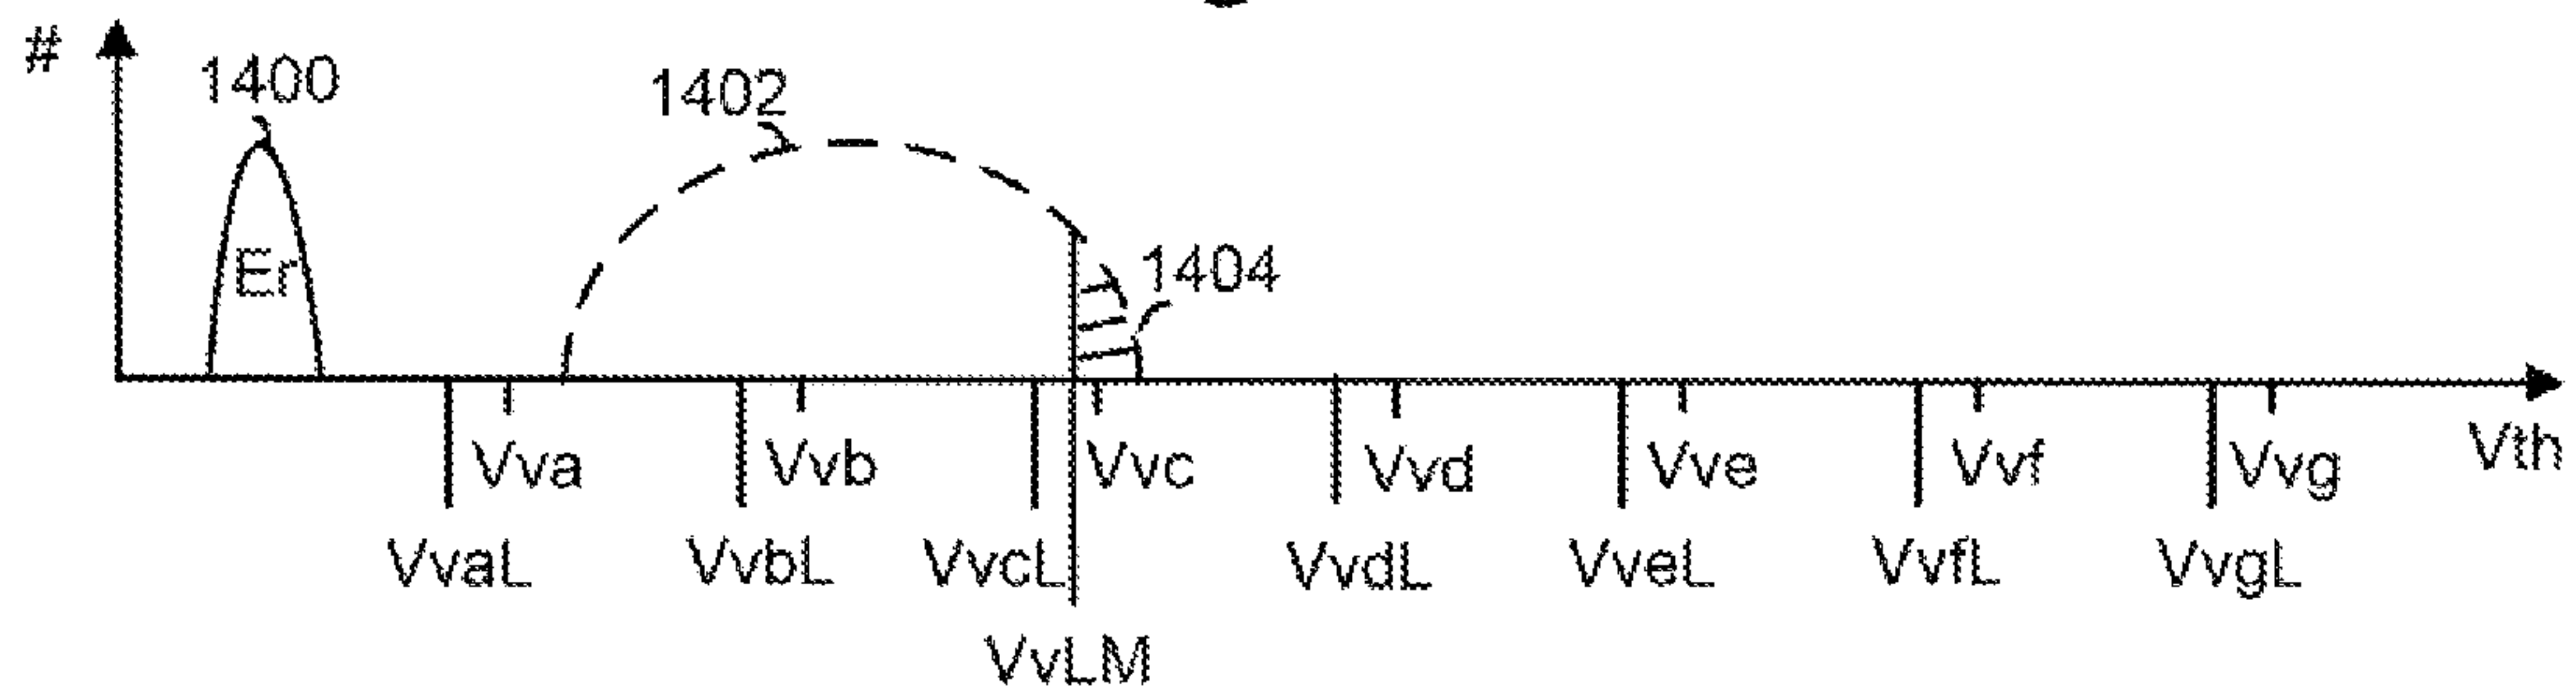 #
1400
1402
1404
Er
Vva Vvb Vvc Vvd Vve Vvf Vvg Vth
VvaL VvbL VvcL VvdL VveL VvfL VvgL
VvLM